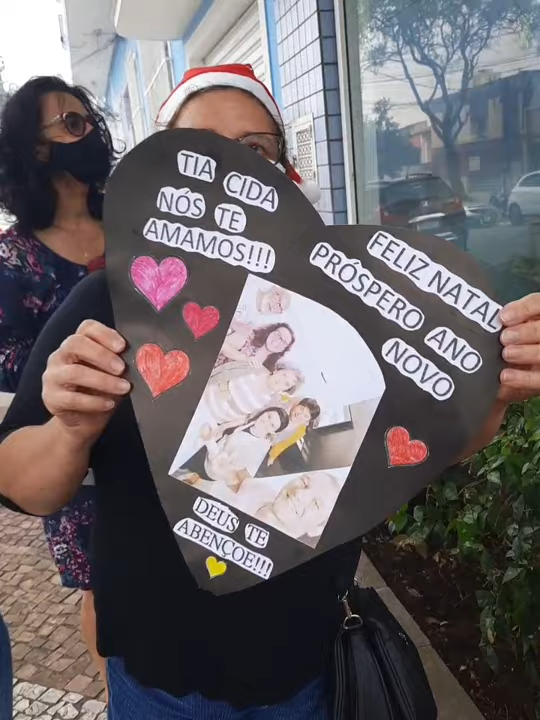 TIA CIDA
NÓS TE
AMAMOS!!!
FELIZ NATAL
PRÓSPERO ANO
NOVO
DEUS TE
ABENÇOE!!!